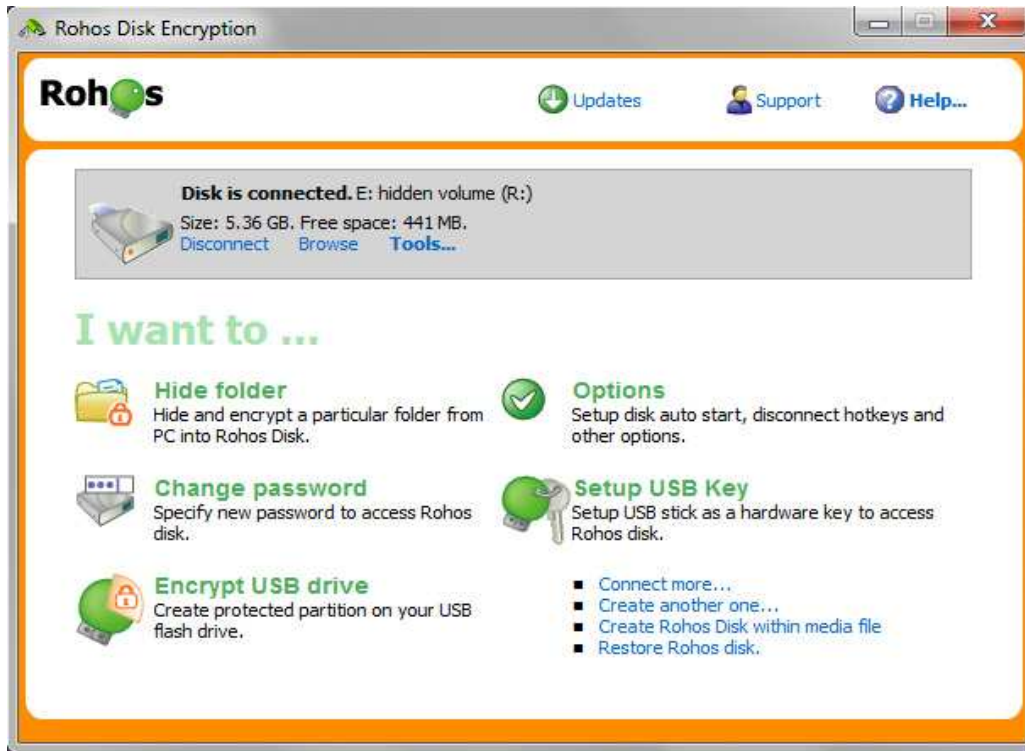 Rohos Disk Encryption
Rohos
Updates
Support
Help...
Disk is connected. E: hidden volume (R:)
Size: 5.36 GB. Free space: 441 MB.
Disconnect Browse Tools...
I want to ...
Hide folder
Hide and encrypt a particular folder from
PC into Rohos Disk.
Options
Setup disk auto start, disconnect hotkeys and
other options.
Change password
Specify new password to access Rohos
disk.
Setup USB Key
Setup USB stick as a hardware key to access
Rohos disk.
Encrypt USB drive
Create protected partition on your USB
flash drive.
Connect more...
Create another one...
Create Rohos Disk within media file
Restore Rohos disk.